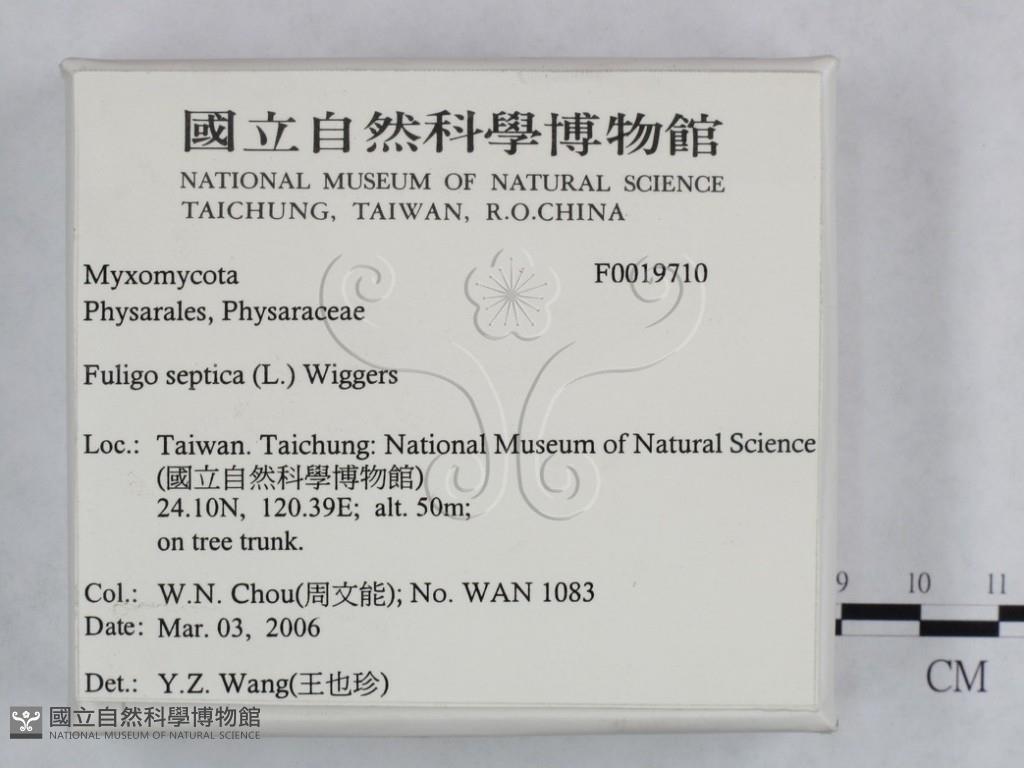 國立自然科學博物館
NATIONAL MUSEUM OF NATURAL SCIENCE
TAICHUNG, TAIWAN, R.O.CHINA
Myxomycota F0019710
Physarales, Physaraceae
Fuligo septica (L.) Wiggers
Loc.: Taiwan. Taichung: National Museum of Natural Science
(國立自然科學博物館)
24.10N, 120.39E; alt. 50m;
on tree trunk.
Col.: W.N. Chou(周文能); No. WAN 1083
Date: Mar. 03, 2006
Det.: Y.Z. Wang(王也珍)
9 10 11
CM
國立自然科學博物館
NATIONAL MUSEUM OF NATURAL SCIENCE